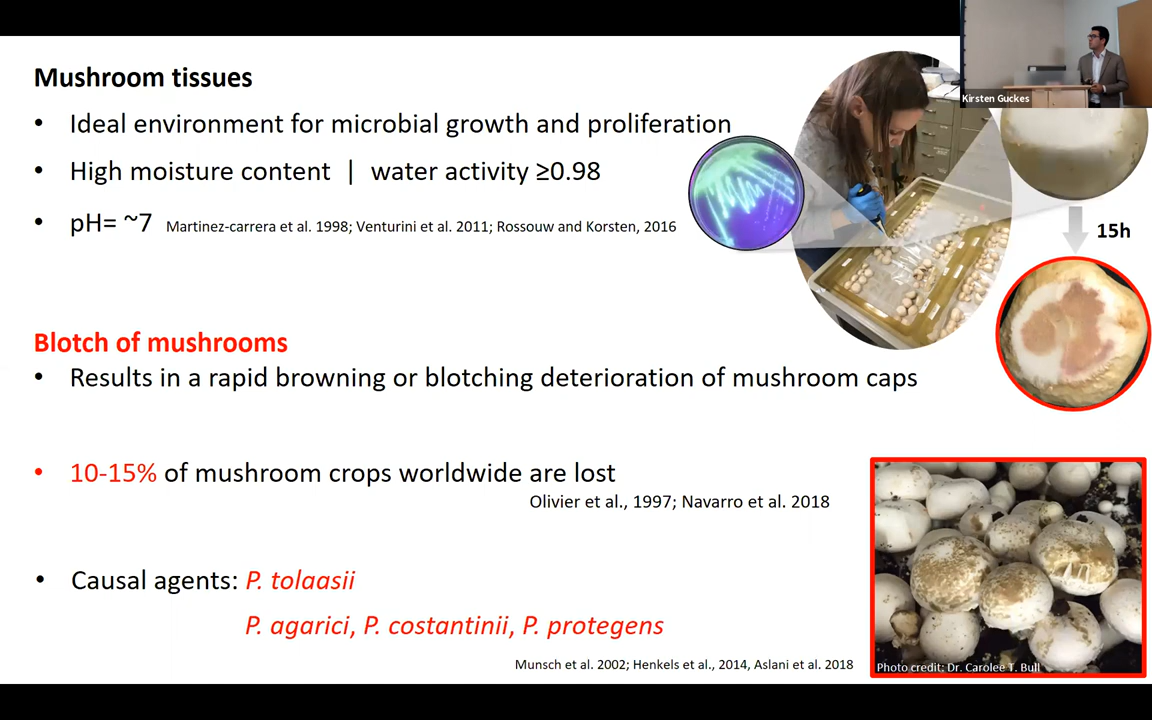 Mushroom tissues
• Ideal environment for microbial growth and proliferation
• High moisture content | water activity ≥0.98
• pH= ~7 Martinez-carrera et al. 1998; Venturini et al. 2011; Rossouw and Korsten, 2016
Kirsten Guckes
15h
Blotch of mushrooms
• Results in a rapid browning or blotching deterioration of mushroom caps
• 10-15% of mushroom crops worldwide are lost
Olivier et al., 1997; Navarro et al. 2018
• Causal agents: P. tolaasii
P. agarici, P. costantinii, P. protegens
Munsch et al. 2002; Henkels et al., 2014, Aslani et al. 2018
Photo credit: Dr. Carolee T. Bull